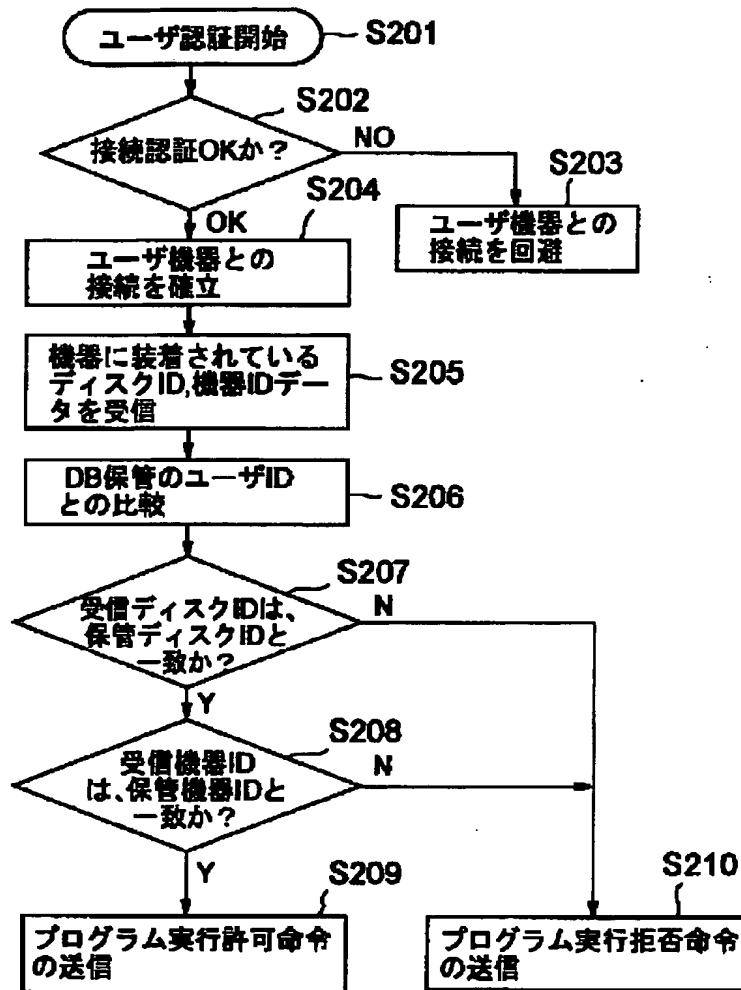 ユーザ認証開始
S201
S202
接続認証OKか？
NO
S203
ユーザ機器との
接続を回避
S204
OK
ユーザ機器との
接続を確立
機器に装着されている
ディスクID,機器IDデー
タを受信
S205
DB保管のユーザID
との比較
S206
S207
受信ディスクIDは、
保管ディスクIDと
一致か？
N
Y
S208
受信機器ID
は、保管機器IDと
一致か？
N
Y
S209
プログラム実行許可命令
の送信
S210
プログラム実行拒否命令
の送信